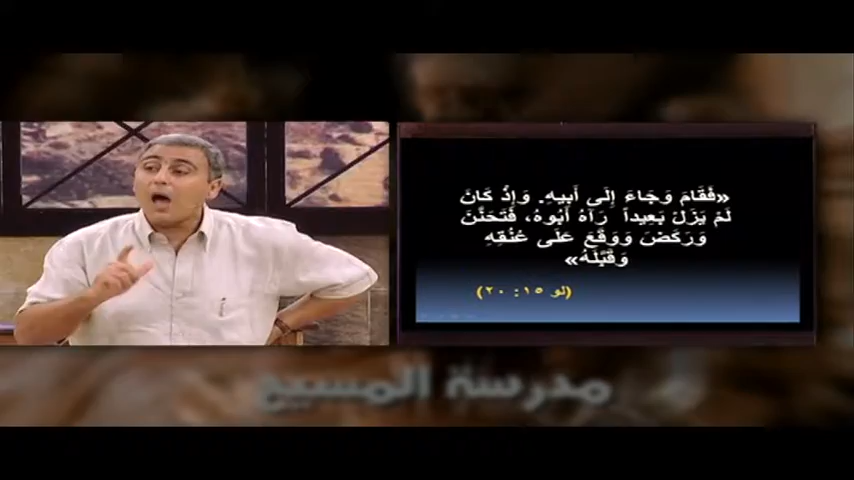 «فَقَامَ وَجَاءَ إِلَى أَبِيهِ. وَإِذْ كَانَ
لَمْ يَزَلْ بَعِيداً رَآهُ أَبُوهُ، فَتَحَنَّنَ
وَرَكَضَ وَوَقَعَ عَلَى عُنُقِهِ
وَقَبَّلَهُ»
(لو ١٥ : ٢٠)
مدرسة المسيح